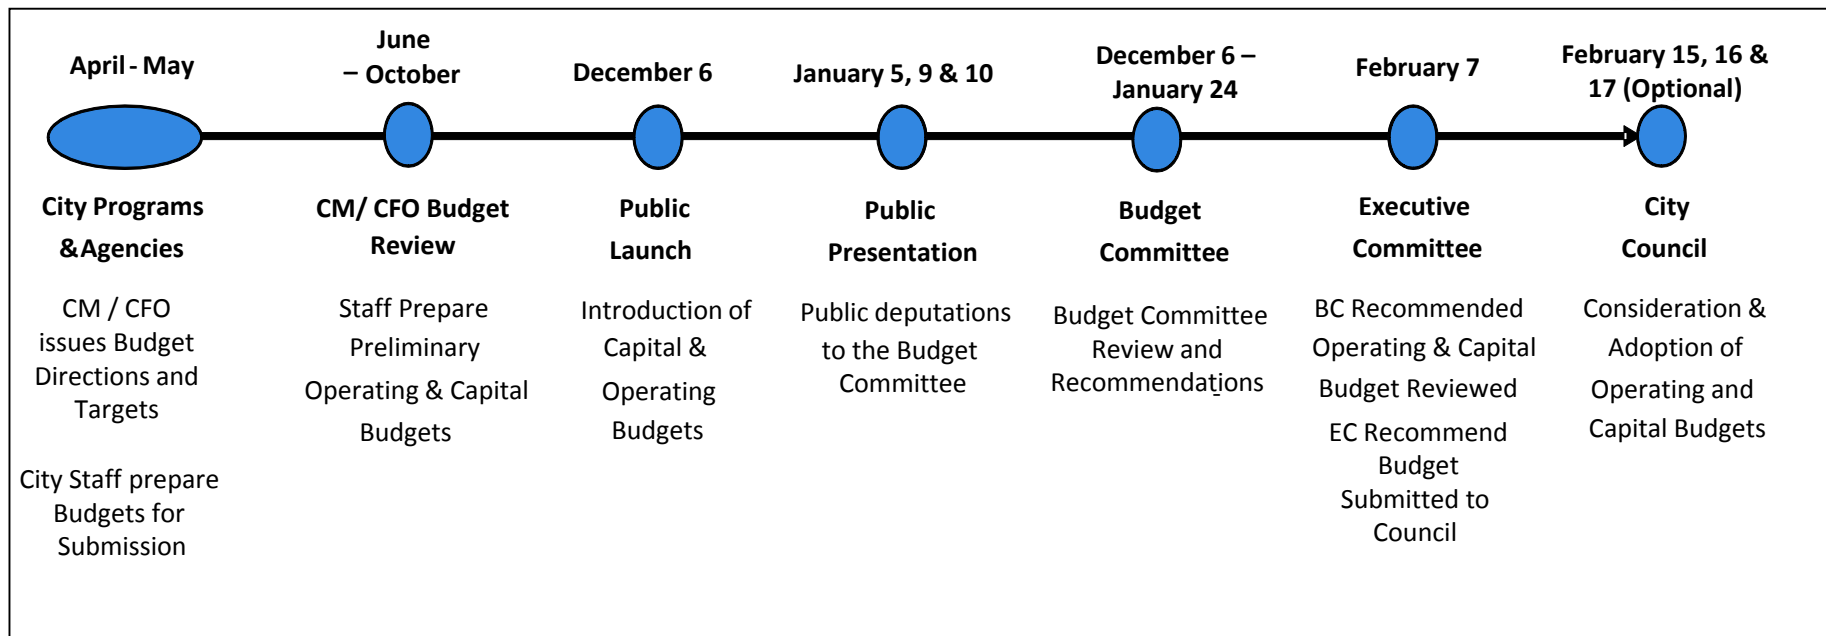 April - May
June
– October
December 6
January 5, 9 & 10
December 6 –
January 24
February 7
February 15, 16 &
17 (Optional)
City Programs
&Agencies
CM / CFO
issues Budget
Directions and
Targets
City Staff prepare
Budgets for
Submission
CM/ CFO Budget
Review
Staff Prepare
Preliminary
Operating & Capital
Budgets
Public
Launch
Introduction of
Capital &
Operating
Budgets
Public
Presentation
Public deputations
to the Budget
Committee
Budget
Committee
Budget Committee
Review and
Recommendations
Executive
Committee
BC Recommended
Operating & Capital
Budget Reviewed
EC Recommend
Budget
Submitted to
Council
City
Council
Consideration &
Adoption of
Operating and
Capital Budgets